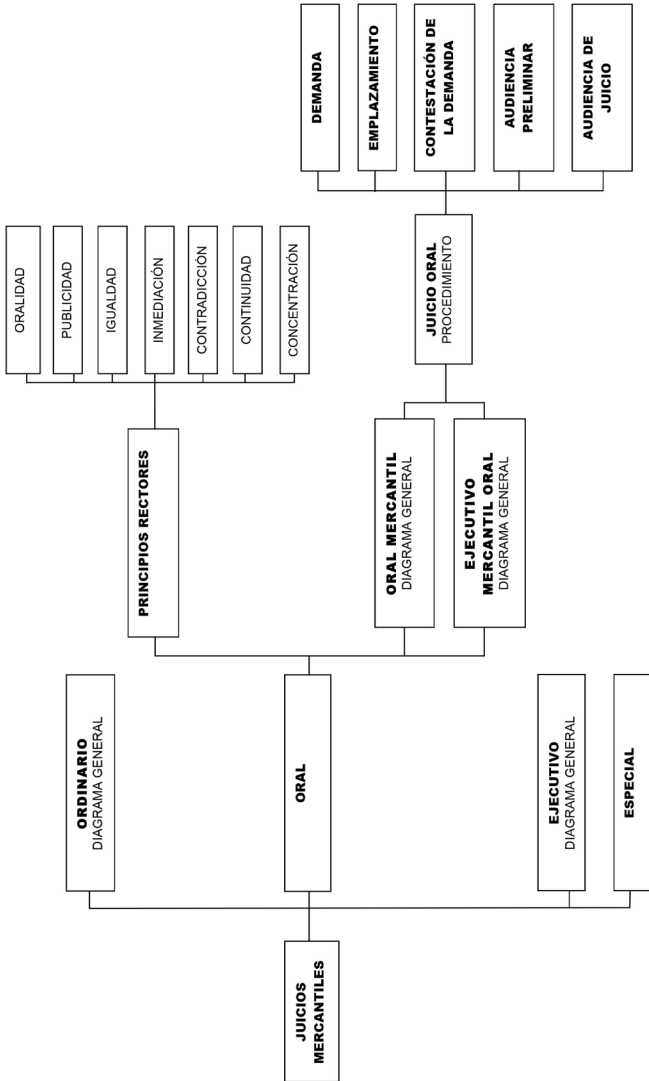 JUICIOS
MERCANTILES
ORDINARIO
DIAGRAMA GENERAL
ORAL
EJECUTIVO
DIAGRAMA GENERAL
ESPECIAL
PRINCIPIOS RECTORES
ORAL MERCANTIL
DIAGRAMA GENERAL
EJECUTIVO
MERCANTIL ORAL
DIAGRAMA GENERAL
ORALIDAD
PUBLICIDAD
IGUALDAD
INMEDIACIÓN
CONTRADICCIÓN
CONTINUIDAD
CONCENTRACIÓN
JUICIO ORAL
PROCEDIMIENTO
DEMANDA
EMPLAZAMIENTO
CONTESTACIÓN DE
LA DEMANDA
AUDIENCIA
PRELIMINAR
AUDIENCIA DE
JUICIO